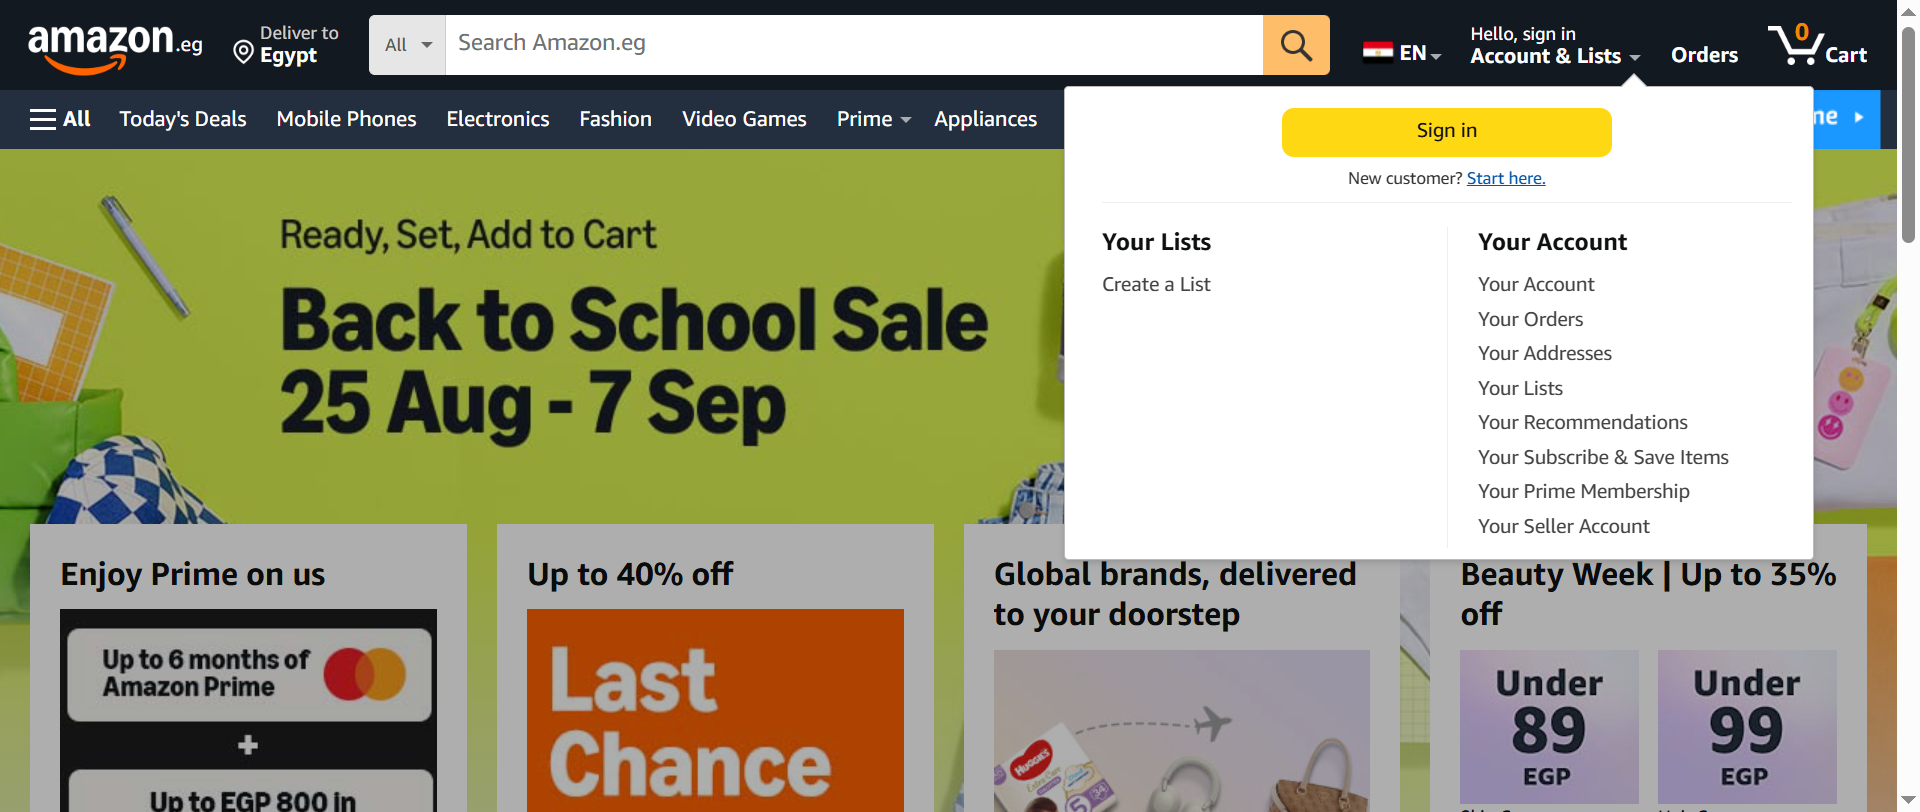 amazon.eg
Deliver to
Egypt
All
Search Amazon.eg
EN
Hello, sign in
Account & Lists
Orders
0
Cart
All
Today's Deals
Mobile Phones
Electronics
Fashion
Video Games
Prime
Appliances
Sign in
New customer? Start here.
Your Lists
Create a List
Your Account
Your Account
Your Orders
Your Addresses
Your Lists
Your Recommendations
Your Subscribe & Save Items
Your Prime Membership
Your Seller Account
Ready, Set, Add to Cart
Back to School Sale
25 Aug - 7 Sep
Enjoy Prime on us
Up to 6 months of
Amazon Prime
+
Up to EGP 800 in
Up to 40% off
Last
Chance
Global brands, delivered
to your doorstep
HUGGIES
Extra Care
5
Beauty Week | Up to 35%
off
Under
89
EGP
Under
99
EGP